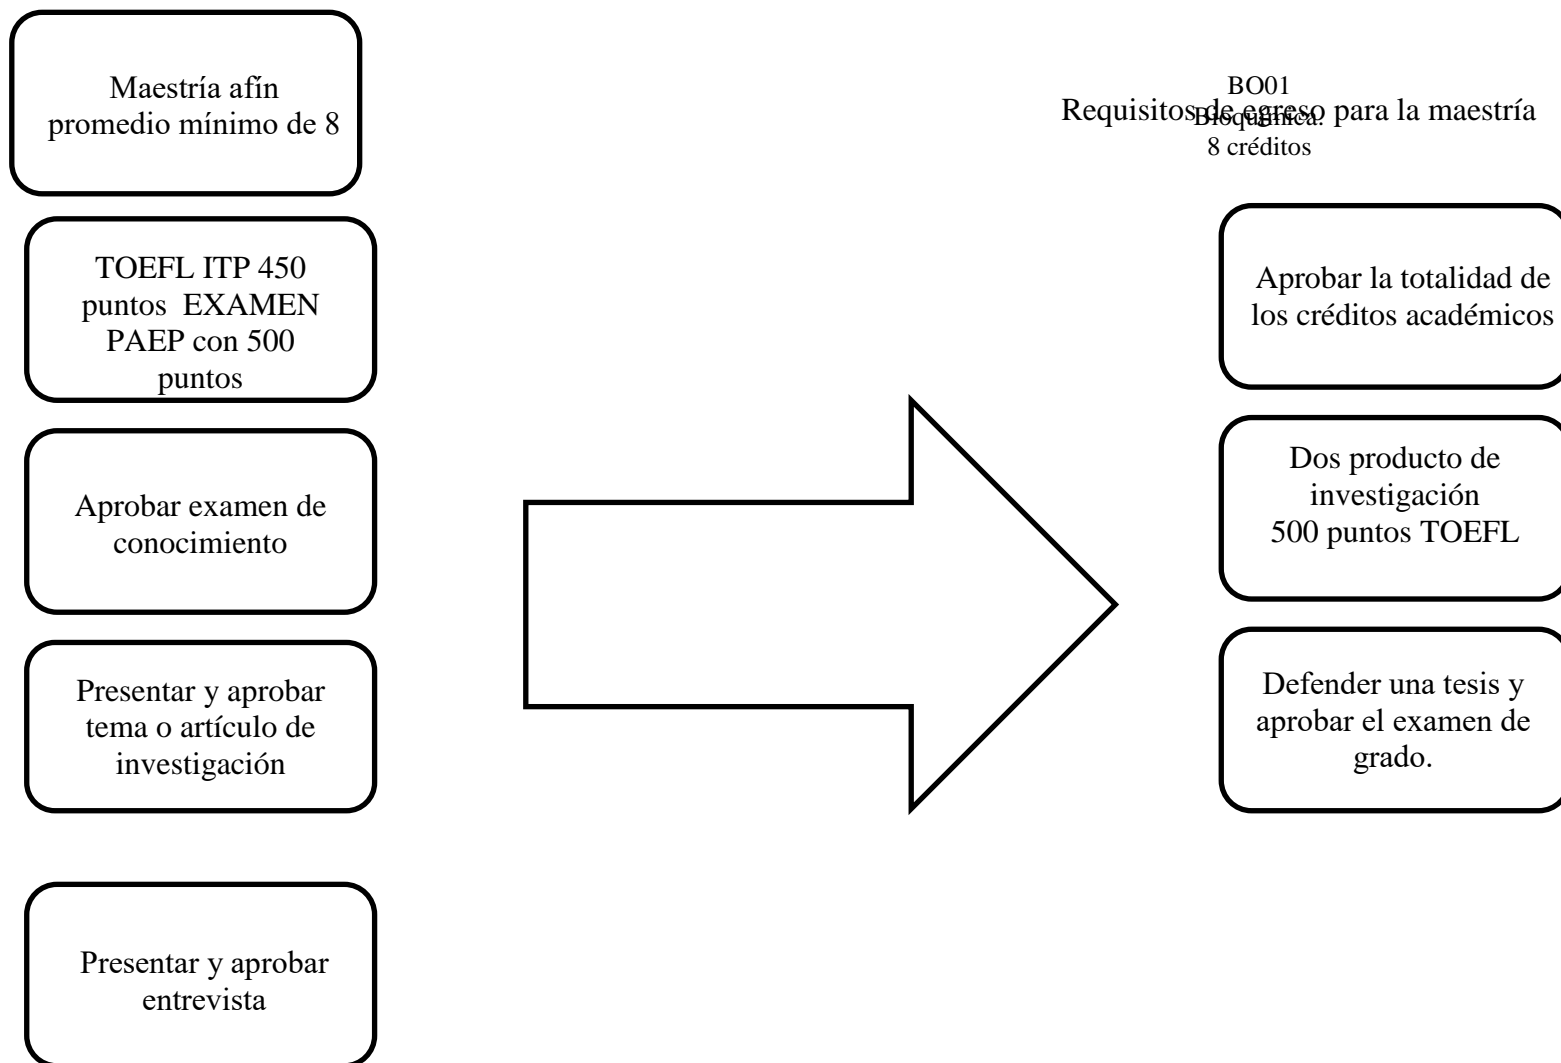 Maestría afín
promedio mínimo de 8
TOEFL ITP 450
puntos  EXAMEN
PAEP con 500
puntos
Aprobar examen de
conocimiento
Presentar y aprobar
tema o artículo de
investigación
Presentar y aprobar
entrevista
BO01
Requisitos de egreso para la maestría
Bioquímica.
8 créditos
Aprobar la totalidad de
los créditos académicos
Dos producto de
investigación
500 puntos TOEFL
Defender una tesis y
aprobar el examen de
grado.